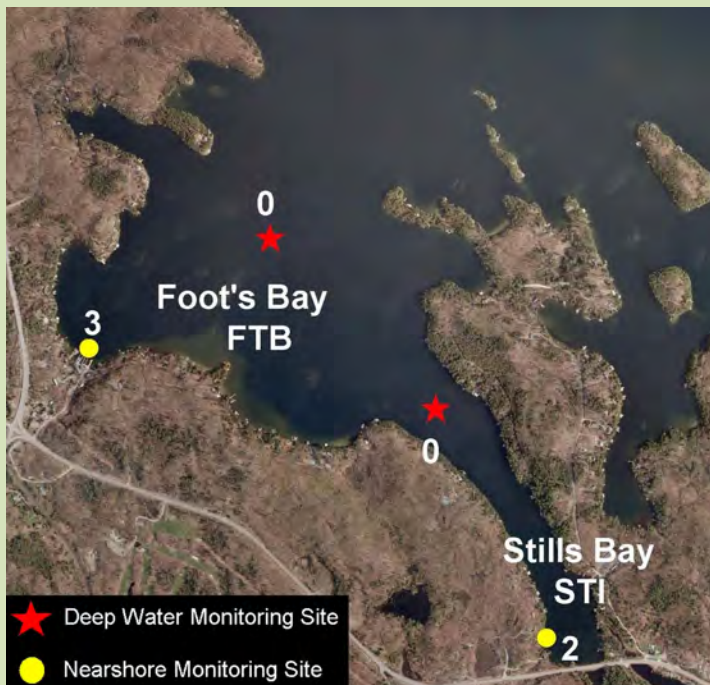 0
Foot's Bay
FTB
3
0
Stills Bay
STI
2
Deep Water Monitoring Site
Nearshore Monitoring Site